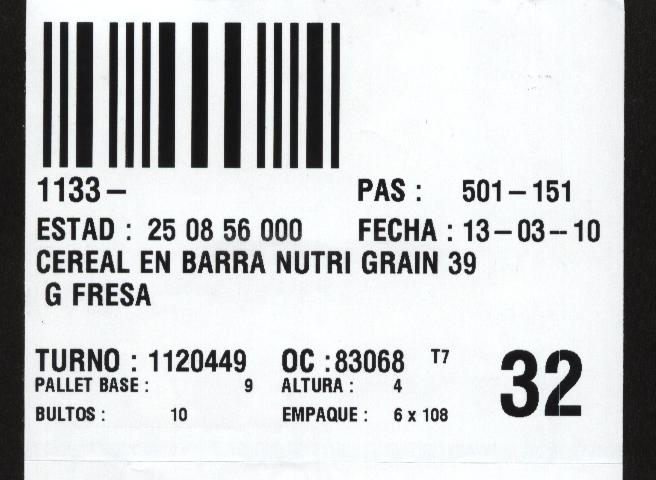 1133-
PAS : 501-151
ESTAD : 25 08 56 000 FECHA : 13-03-10
CEREAL EN BARRA NUTRI GRAIN 39
G FRESA
TURNO : 1120449 OC :83068 T7
32
PALLET BASE : 9 ALTURA : 4
BULTOS : 10 EMPAQUE : 6 x 108